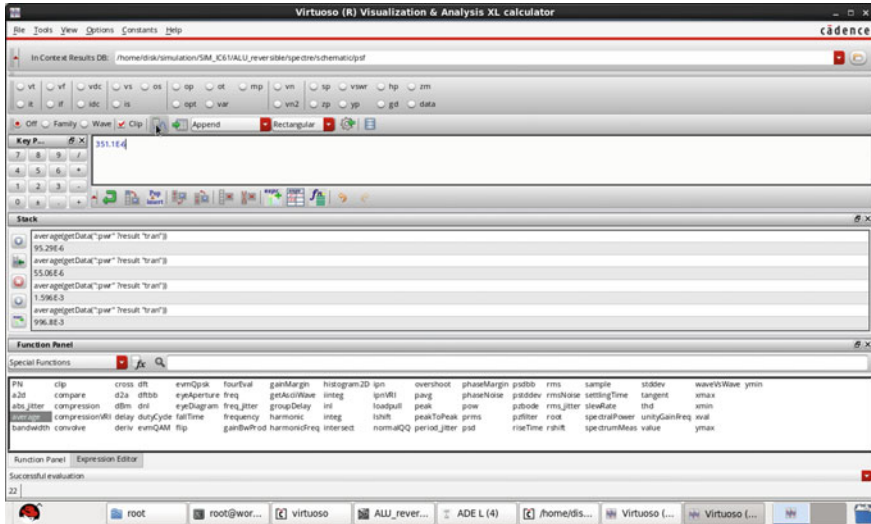 Virtuoso (R) Visualization & Analysis XL calculator
File Tools View Options Constants Help cādence
In Context Results DB: /home/disk/simulation/SIM_IC61/ALU_reversible/spectre/schematic/psf
vt vf vdc vs os op ot mp vn sp vswr hp zm
it if idc is opt var vn2 zp yp gd data
Off Family Wave Clip Append Rectangular
Key P...
351.1E-6
7 8 9 /
4 5 6 *
1 2 3 -
0 ± . +
Stack
average(getData(":pwr" ?result "tran"))
95.29E-6
average(getData(":pwr" ?result "tran"))
55.06E-6
average(getData(":pwr" ?result "tran"))
1.596E-3
average(getData(":pwr" ?result "tran"))
996.8E-3
Function Panel
Special Functions fx
PN clip cross dft evmQpsk fourEval gainMargin histogram2D ipn overshoot phaseMargin psdbb rms sample stddev waveVsWave ymin
a2d compare d2a dftbb eyeAperture freq getAsciiWave iinteg ipnVRI pavg phaseNoise pstddev rmsNoise settlingTime tangent xmax
abs_jitter compression dBm dnl eyeDiagram freq_jitter groupDelay inl loadpull peak pow pzbode rms_jitter slewRate thd xmin
average compressionVRI delay dutyCycle fallTime frequency harmonic integ lshift peakToPeak prms pzfilter root spectralPower unityGainFreq xval
bandwidth convolve deriv evmQAM flip gainBwProd harmonicFreq intersect normalQQ period_jitter psd riseTime rshift spectrumMeas value ymax
Function Panel Expression Editor
Successful evaluation
22
root root@wor... virtuoso ALU_rever... ADE L (4) /home/dis... Virtuoso (... Virtuoso (...